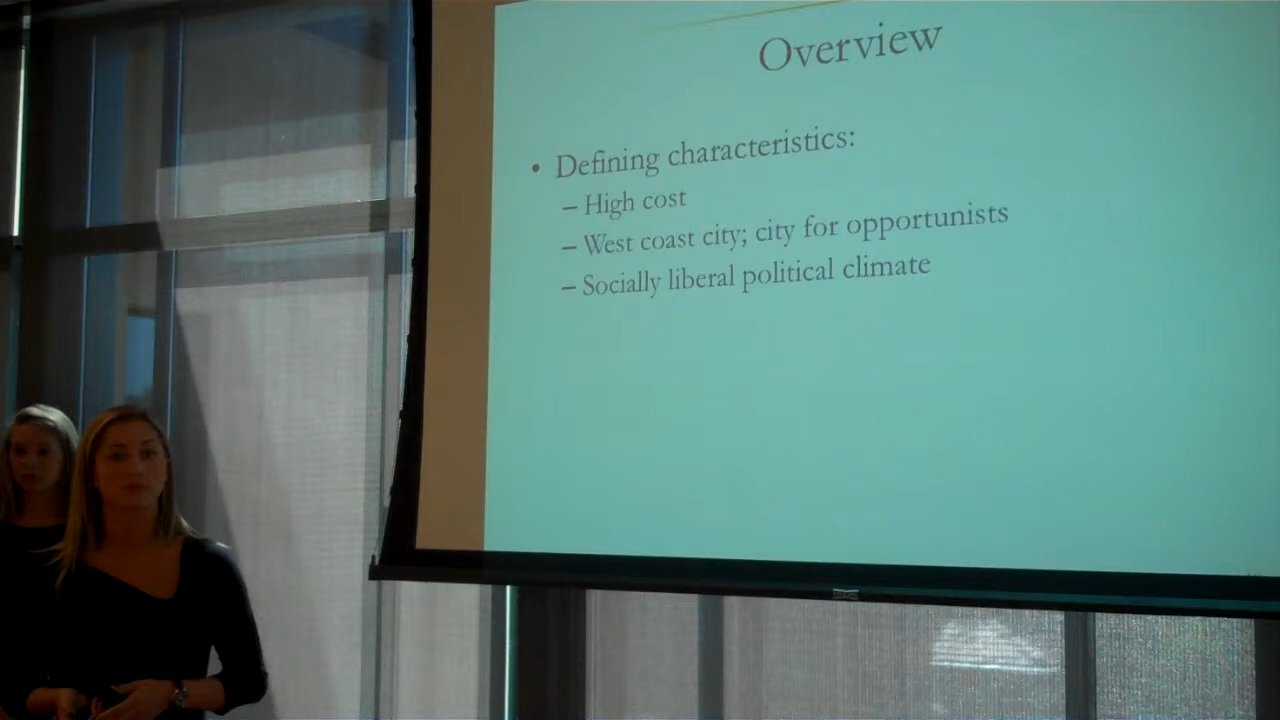 Overview
• Defining characteristics:
– High cost
– West coast city; city for opportunists
– Socially liberal political climate